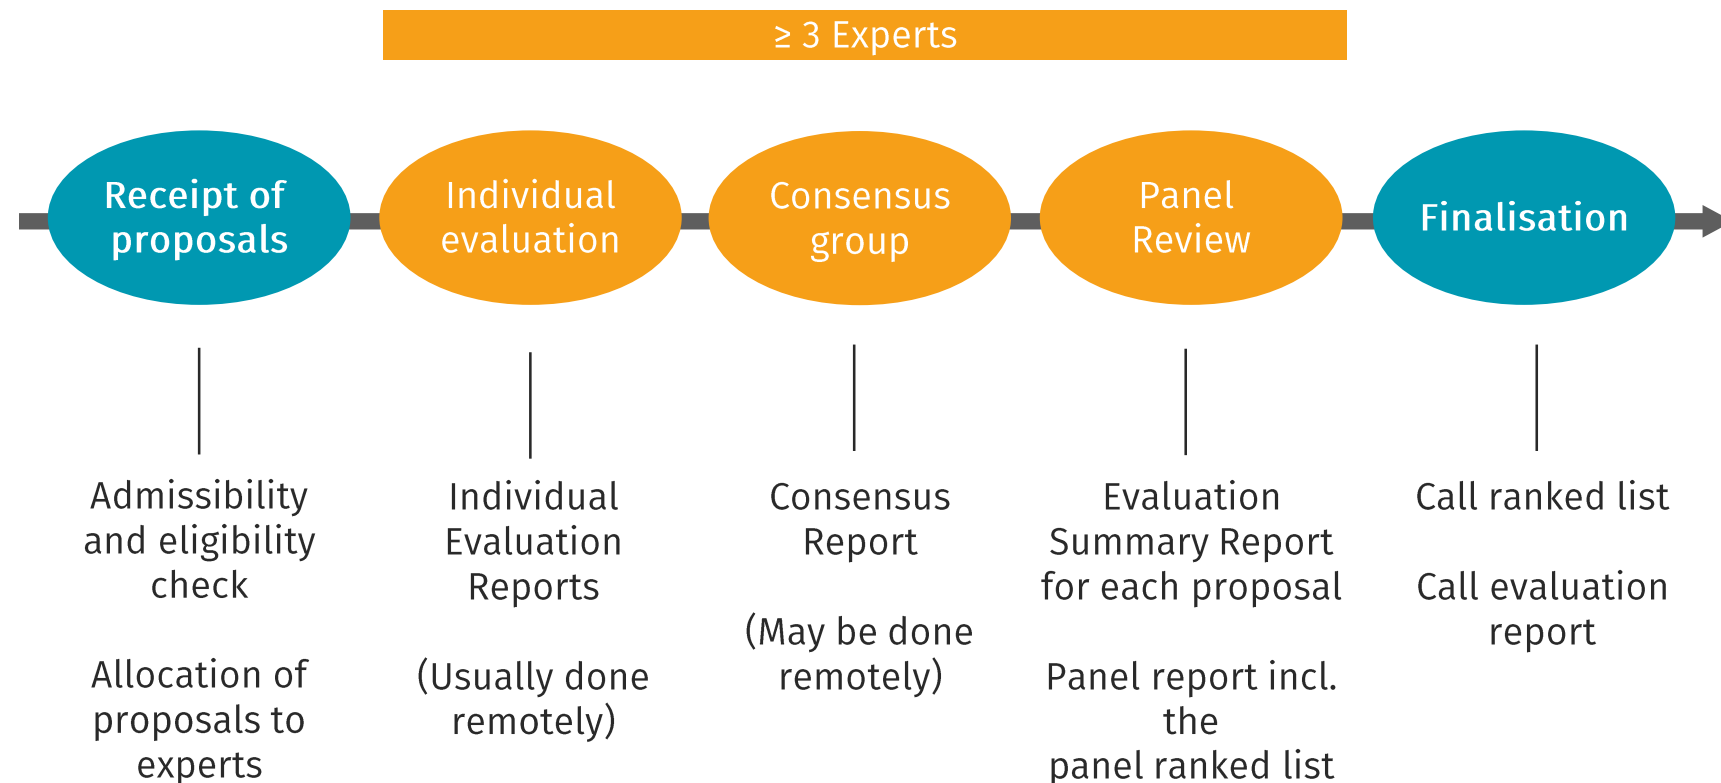 ≥ 3 Experts
Receipt of
proposals
Individual
evaluation
Consensus
group
Panel
Review
Finalisation
Admissibility
and eligibility
check
Allocation of
proposals to
experts
Individual
Evaluation
Reports
(Usually done
remotely)
Consensus
Report
(May be done
remotely)
Evaluation
Summary Report
for each proposal
Panel report incl.
the
panel ranked list
Call ranked list
Call evaluation
report